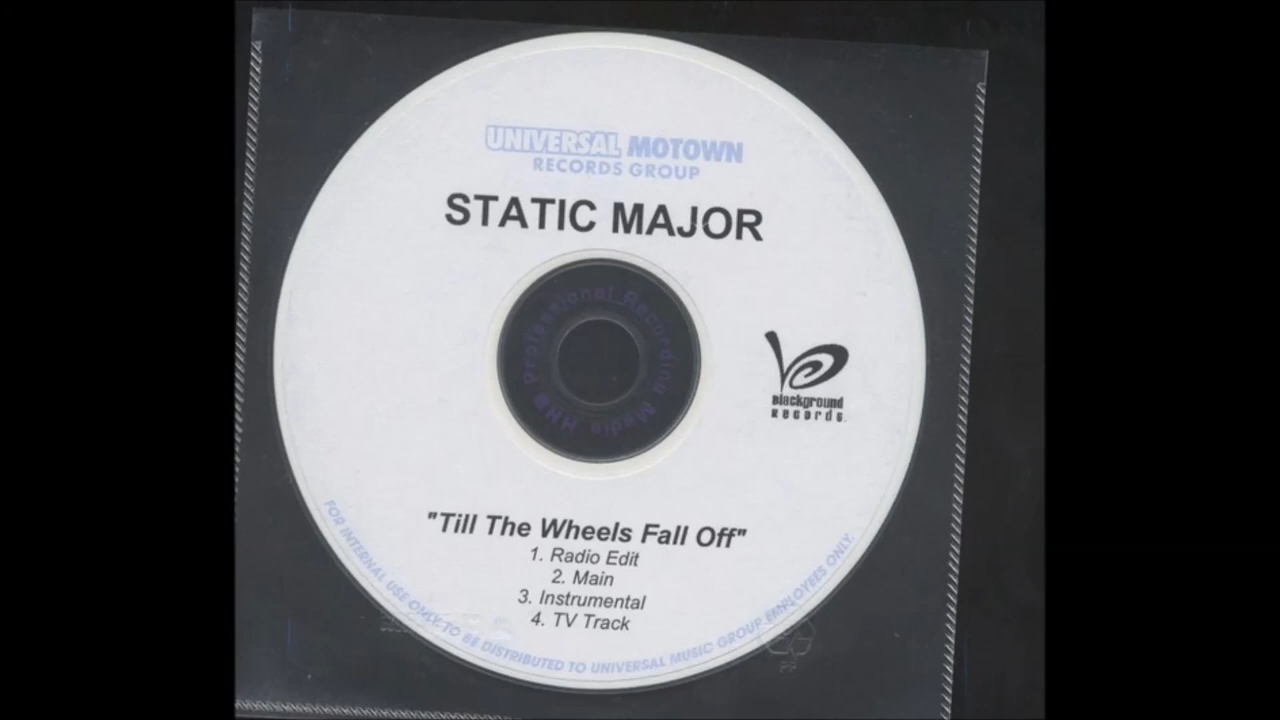 UNIVERSAL MOTOWN
RECORDS GROUP
STATIC MAJOR
Professional Recording Media HHB
Blackground
Records.
"Till The Wheels Fall Off"
1. Radio Edit
2. Main
3. Instrumental
4. TV Track
FOR INTERNAL USE ONLY. TO BE DISTRIBUTED TO UNIVERSAL MUSIC GROUP EMPLOYEES ONLY.